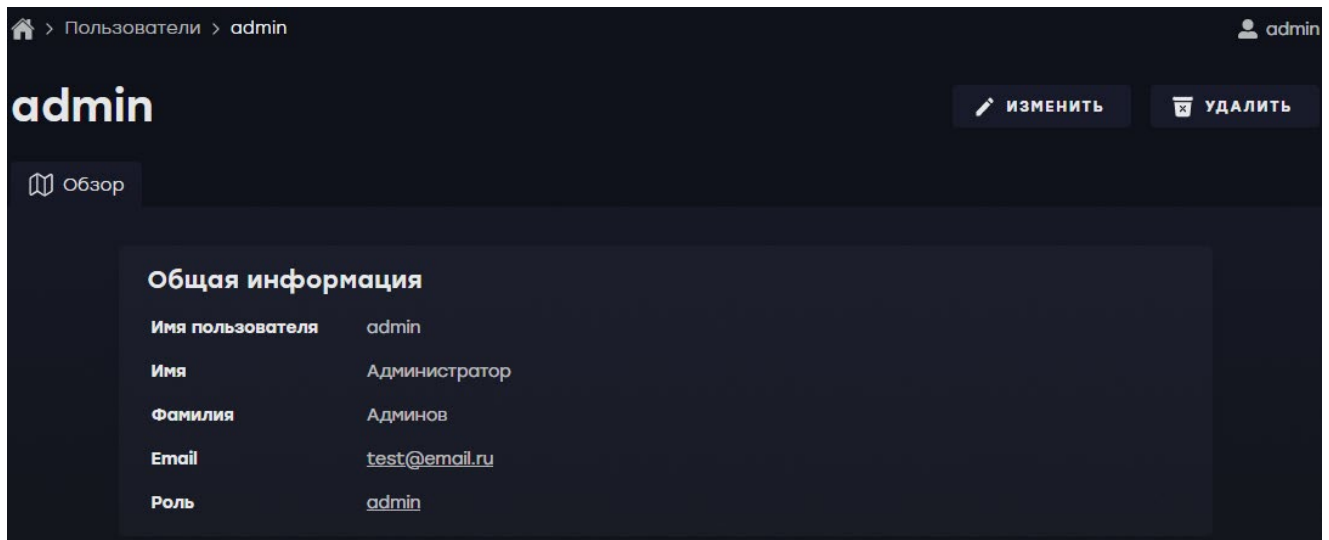 > Пользователи > admin
admin
admin
ИЗМЕНИТЬ
УДАЛИТЬ
Обзор
Общая информация
Имя пользователя admin
Имя Администратор
Фамилия Админов
Email test@email.ru
Роль admin